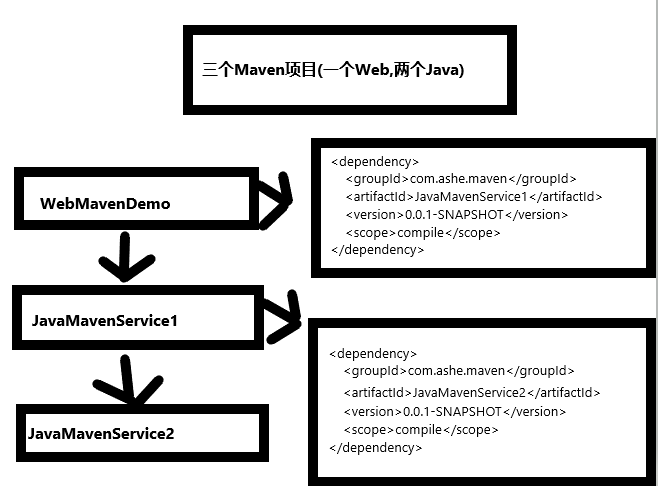 三个Maven项目(一个Web,两个Java)
WebMavenDemo
<dependency>
<groupId>com.ashe.maven</groupId>
<artifactId>JavaMavenService1</artifactId>
<version>0.0.1-SNAPSHOT</version>
<scope>compile</scope>
</dependency>
JavaMavenService1
<dependency>
<groupId>com.ashe.maven</groupId>
<artifactId>JavaMavenService2</artifactId>
<version>0.0.1-SNAPSHOT</version>
<scope>compile</scope>
</dependency>
JavaMavenService2